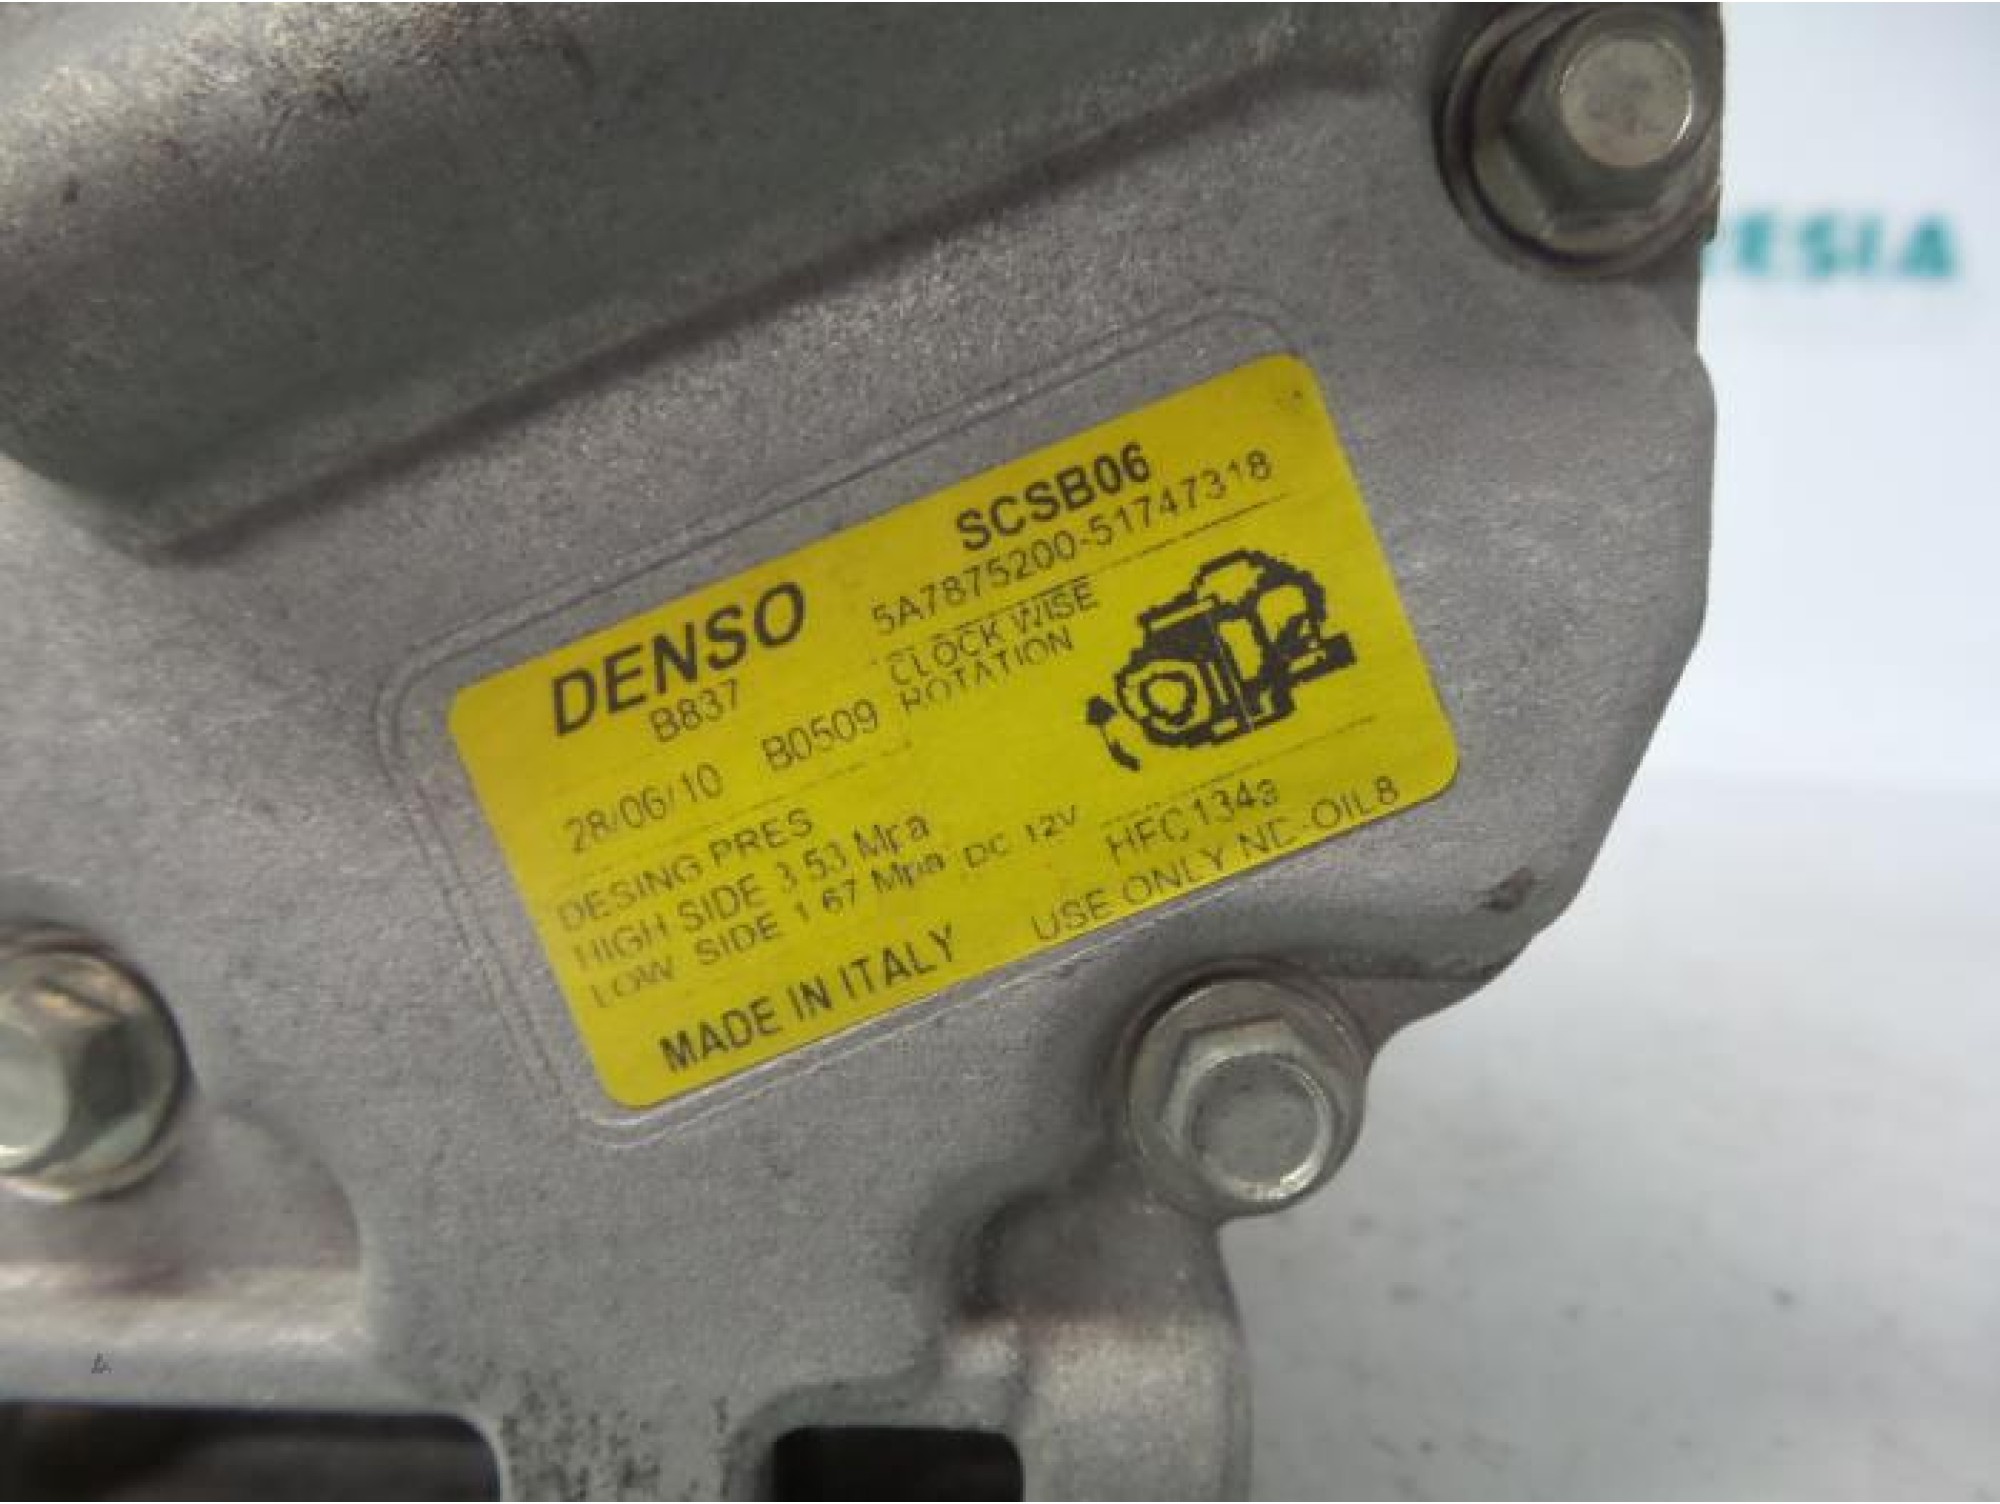 DENSO SCSB06
B837 5A7875200-51747318
28/06/10 B0509 CLOCK WISE
ROTATION
DESING PRES
HIGH SIDE 3.53 Mpa
LOW SIDE 1.67 Mpa DC 12V HFC134a
MADE IN ITALY USE ONLY ND-OIL8
ESIA